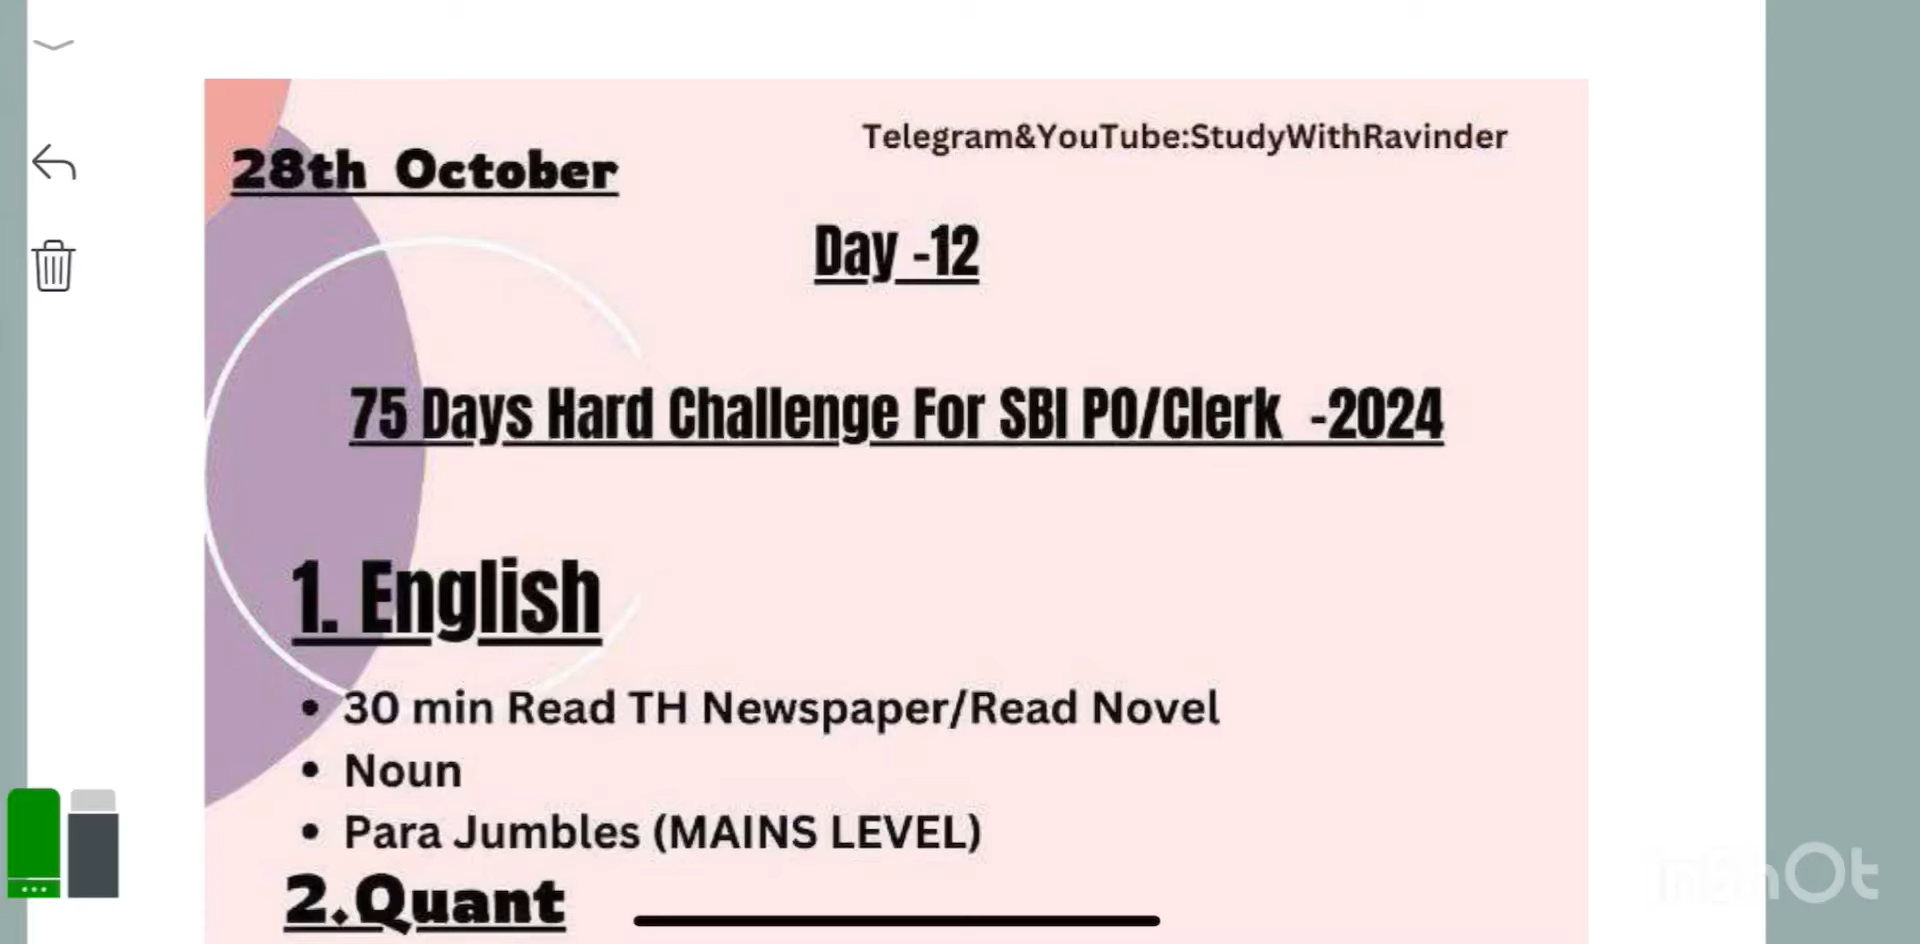 Telegram&YouTube:StudyWithRavinder
28th October
Day -12
75 Days Hard Challenge For SBI PO/Clerk -2024
1. English
• 30 min Read TH Newspaper/Read Novel
• Noun
• Para Jumbles (MAINS LEVEL)
2.Quant
InShOt